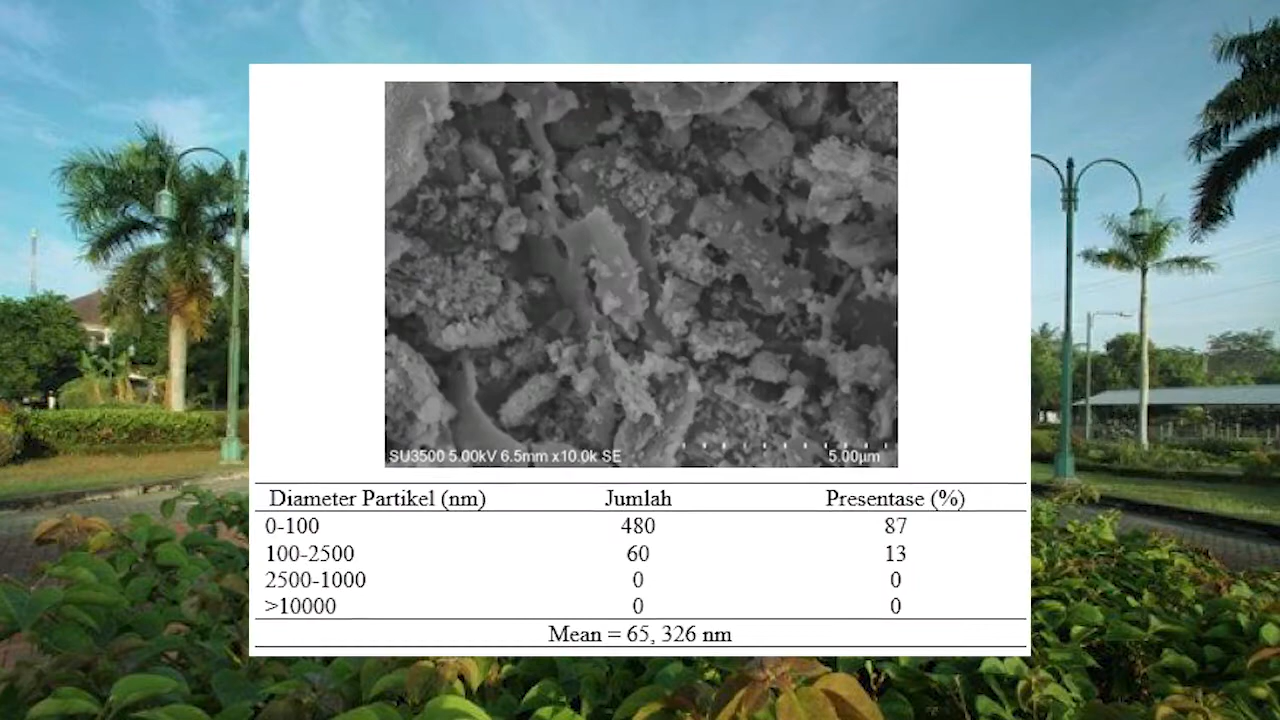 SU3500 5.00kV 6.5mm x10.0k SE 5.00µm
Diameter Partikel (nm) Jumlah Presentase (%)
0-100 480 87
100-2500 60 13
2500-1000 0 0
>10000 0 0
Mean = 65, 326 nm